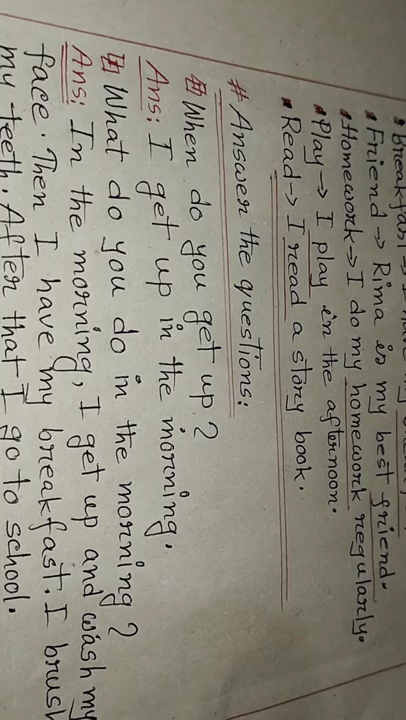 • Breakfast → I have my
• Friend → Rima is my best friend.
• Homework → I do my homework regularly.
• Play → I play in the afternoon.
• Read → I read a story book.
# Answer the questions:
When do you get up?
Ans: I get up in the morning.
What do you do in the morning?
Ans: In the morning, I get up and wash my
face. Then I have my breakfast. I brush
my teeth. After that I go to school.